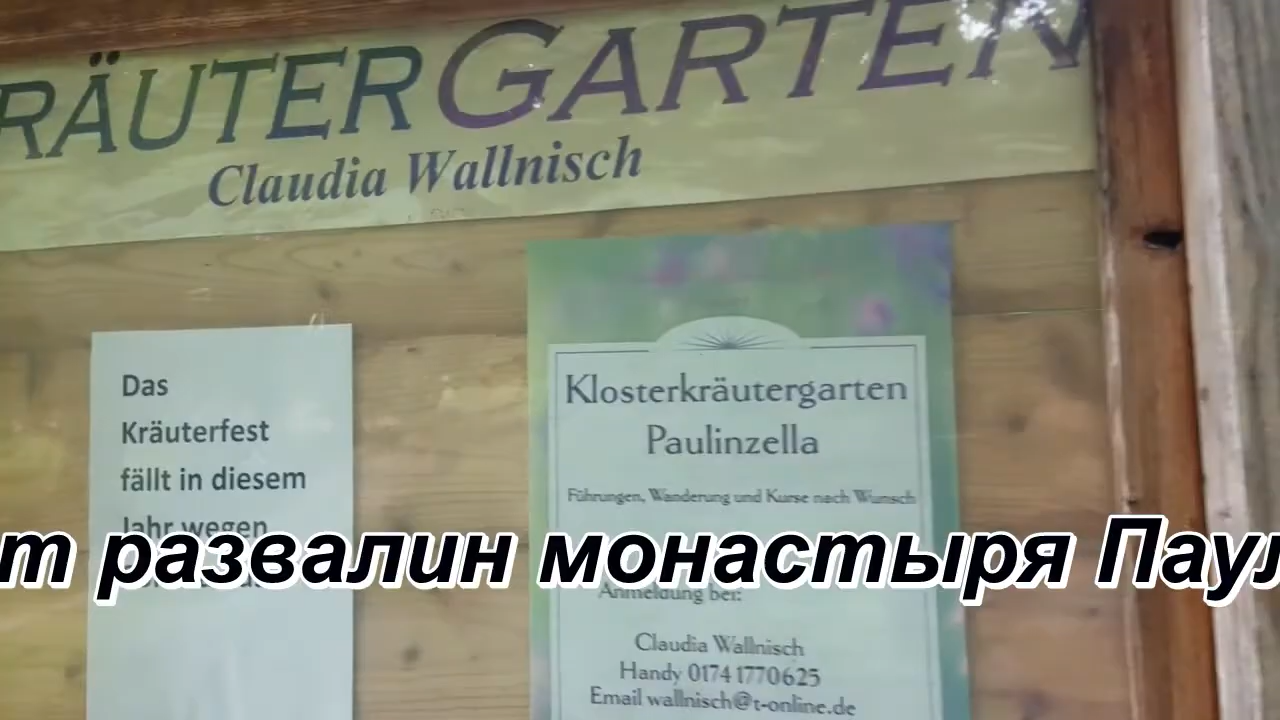 RÄUTERGARTEN
Claudia Wallnisch
Das
Kräuterfest
fällt in diesem
Jahr wegen
Klosterkräutergarten
Paulinzella
Führungen, Wanderung und Kurse nach Wunsch
т развалин монастыря Паул
Anmeldung bei:
Claudia Wallnisch
Handy 0174 1770625
Email wallnisch@t-online.de